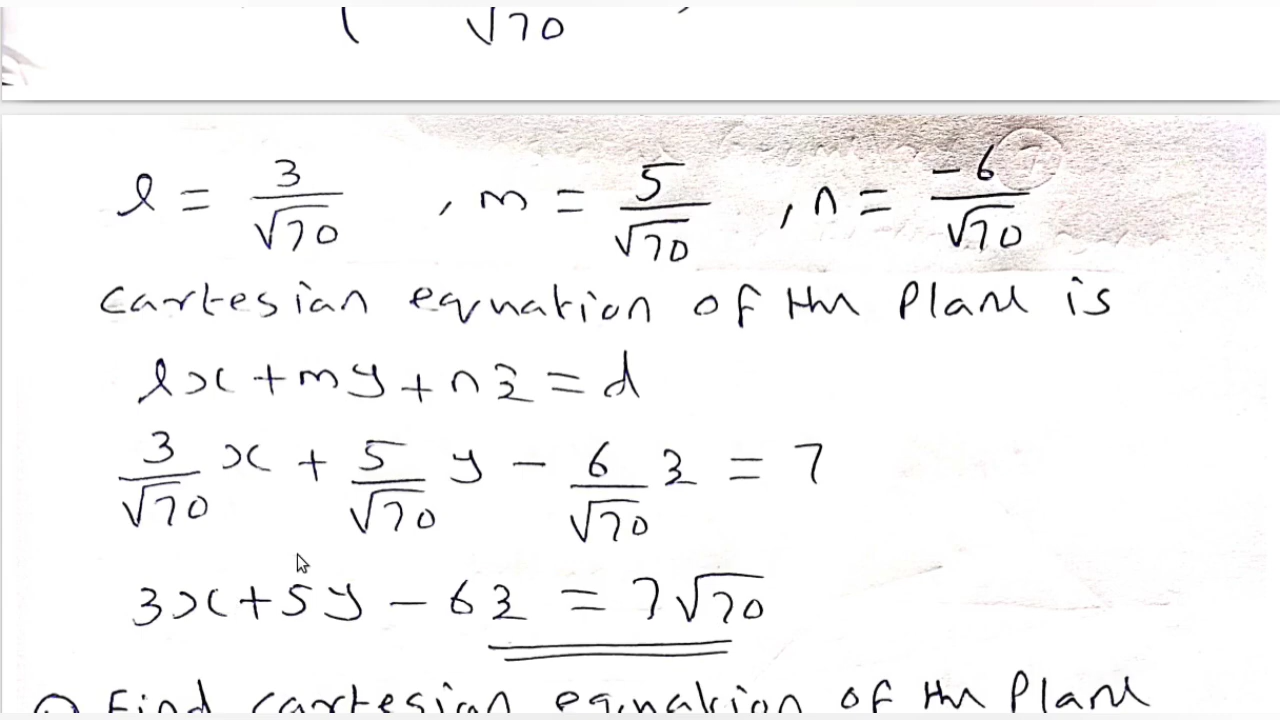 √70
l = 3/√70 , m = 5/√70 , n = -6/√70
Cartesian equation of the Plane is
lx + my + nz = d
3/√70 x + 5/√70 y - 6/√70 z = 7
3x + 5y - 6z = 7√70
Find cartesian equation of the Plane